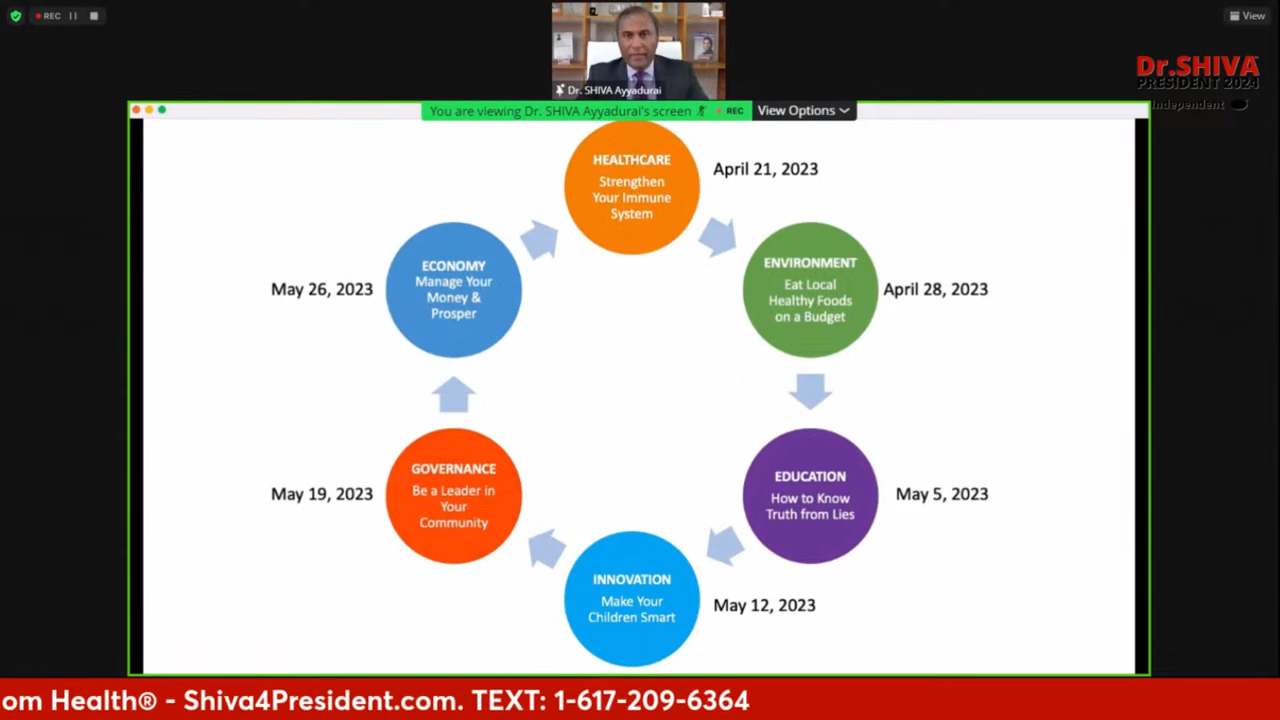 REC
View
Dr. SHIVA Ayyadurai
Dr.SHIVA
PRESIDENT 2024
Independent
You are viewing Dr. SHIVA Ayyadurai's screen
REC
View Options
HEALTHCARE
Strengthen
Your Immune
System
April 21, 2023
ENVIRONMENT
Eat Local
Healthy Foods
on a Budget
April 28, 2023
EDUCATION
How to Know
Truth from Lies
May 5, 2023
INNOVATION
Make Your
Children Smart
May 12, 2023
GOVERNANCE
Be a Leader in
Your
Community
May 19, 2023
ECONOMY
Manage Your
Money &
Prosper
May 26, 2023
om Health® - Shiva4President.com. TEXT: 1-617-209-6364